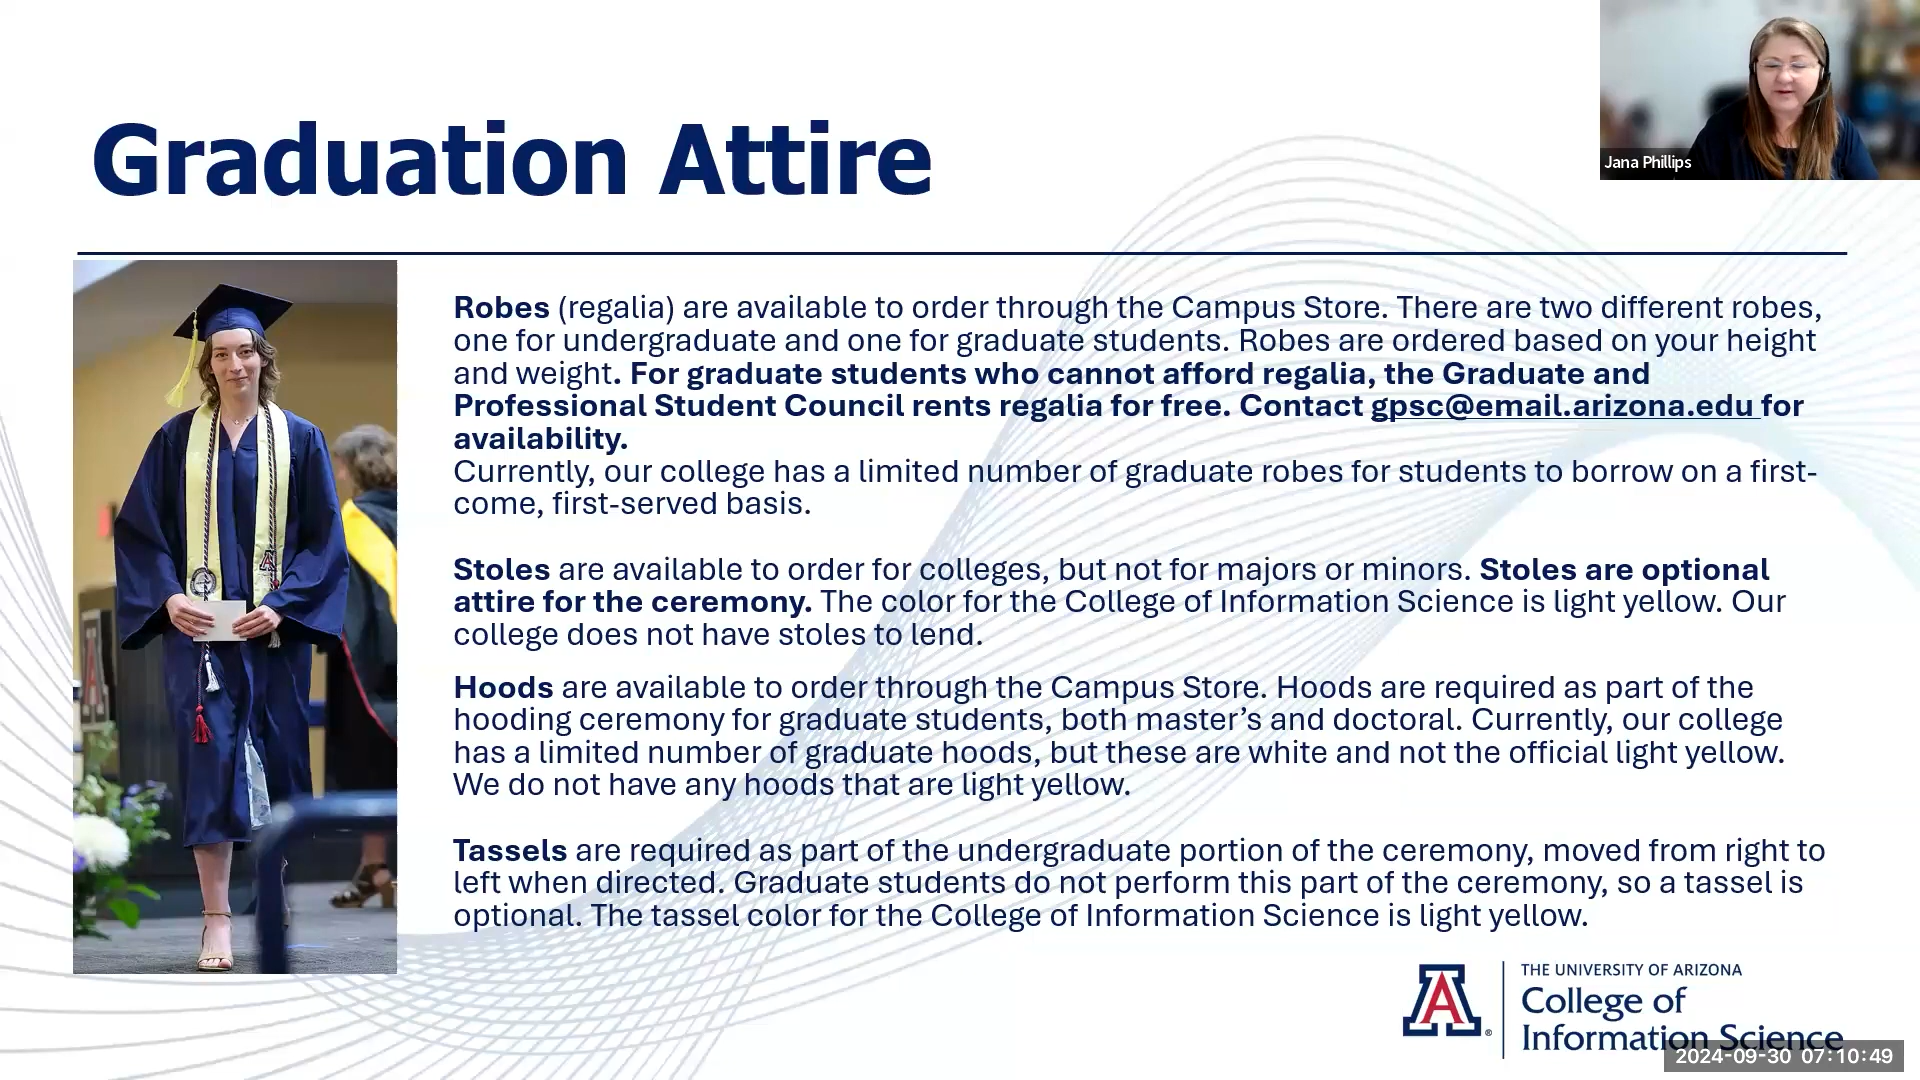 Jana Phillips
Graduation Attire
Robes (regalia) are available to order through the Campus Store. There are two different robes,
one for undergraduate and one for graduate students. Robes are ordered based on your height
and weight. For graduate students who cannot afford regalia, the Graduate and
Professional Student Council rents regalia for free. Contact gpsc@email.arizona.edu for
availability.
Currently, our college has a limited number of graduate robes for students to borrow on a first-
come, first-served basis.
Stoles are available to order for colleges, but not for majors or minors. Stoles are optional
attire for the ceremony. The color for the College of Information Science is light yellow. Our
college does not have stoles to lend.
Hoods are available to order through the Campus Store. Hoods are required as part of the
hooding ceremony for graduate students, both master’s and doctoral. Currently, our college
has a limited number of graduate hoods, but these are white and not the official light yellow.
We do not have any hoods that are light yellow.
Tassels are required as part of the undergraduate portion of the ceremony, moved from right to
left when directed. Graduate students do not perform this part of the ceremony, so a tassel is
optional. The tassel color for the College of Information Science is light yellow.
A
®
THE UNIVERSITY OF ARIZONA
College of
Information Science
2024-09-30 07:10:49